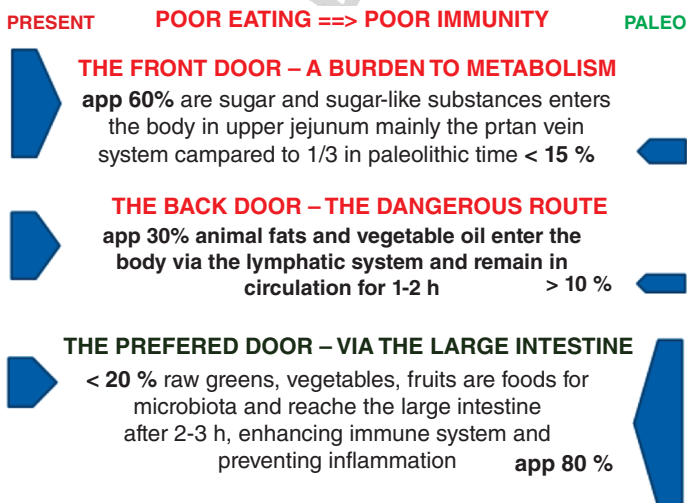 PRESENT POOR EATING ==> POOR IMMUNITY PALEO
THE FRONT DOOR – A BURDEN TO METABOLISM
app 60% are sugar and sugar-like substances enters
the body in upper jejunum mainly the prtan vein
system campared to 1/3 in paleolithic time < 15 %
THE BACK DOOR – THE DANGEROUS ROUTE
app 30% animal fats and vegetable oil enter the
body via the lymphatic system and remain in
circulation for 1-2 h > 10 %
THE PREFERED DOOR – VIA THE LARGE INTESTINE
< 20 % raw greens, vegetables, fruits are foods for
microbiota and reache the large intestine
after 2-3 h, enhancing immune system and
preventing inflammation app 80 %